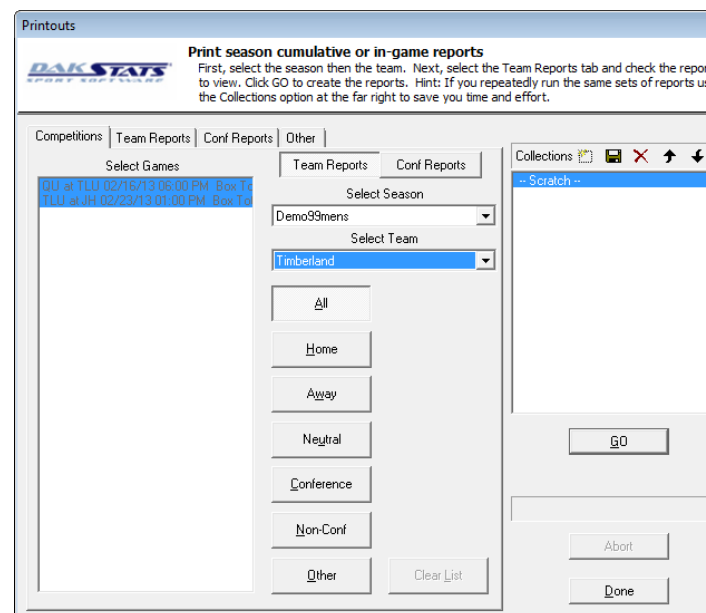 Printouts
DAKSTATS
SPORT SOFTWARE
Print season cumulative or in-game reports
First, select the season then the team. Next, select the Team Reports tab and check the repor
to view. Click GO to create the reports. Hint: If you repeatedly run the same sets of reports us
the Collections option at the far right to save you time and effort.
Competitions Team Reports Conf Reports Other
Select Games
QU at TLU 02/16/13 06:00 PM Box To
TLU at JH 02/23/13 01:00 PM Box To
Team Reports Conf Reports
Select Season
Demo99mens
Select Team
Timberland
All
Home
Away
Neutral
Conference
Non-Conf
Other
Clear List
Collections
-- Scratch --
GO
Abort
Done